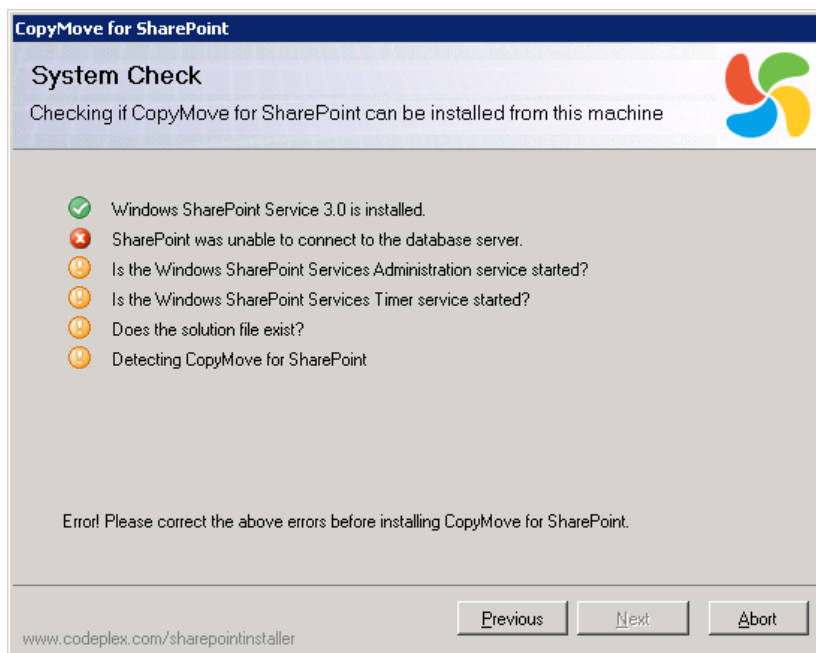 CopyMove for SharePoint
System Check
Checking if CopyMove for SharePoint can be installed from this machine
Windows SharePoint Service 3.0 is installed.
SharePoint was unable to connect to the database server.
Is the Windows SharePoint Services Administration service started?
Is the Windows SharePoint Services Timer service started?
Does the solution file exist?
Detecting CopyMove for SharePoint
Error! Please correct the above errors before installing CopyMove for SharePoint.
Previous Next Abort
www.codeplex.com/sharepointinstaller